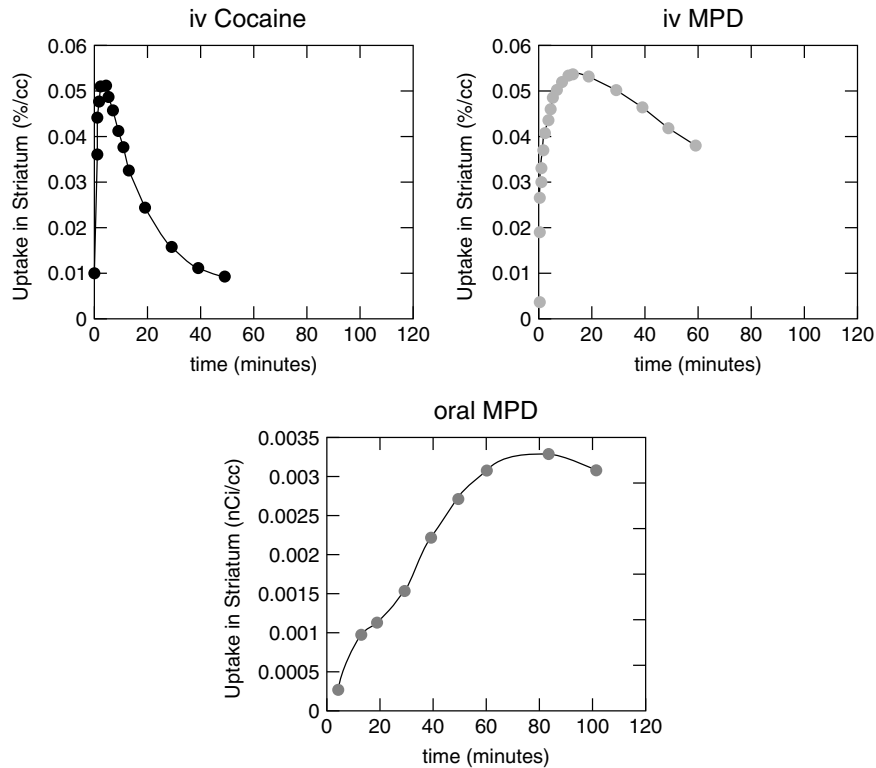 iv Cocaine
Uptake in Striatum (%/cc)
0.06
0.05
0.04
0.03
0.02
0.01
0
0 20 40 60 80 100 120
time (minutes)
iv MPD
Uptake in Striatum (%/cc)
0.06
0.05
0.04
0.03
0.02
0.01
0
0 20 40 60 80 100 120
time (minutes)
oral MPD
Uptake in Striatum (nCi/cc)
0.0035
0.003
0.0025
0.002
0.0015
0.001
0.0005
0
0 20 40 60 80 100 120
time (minutes)